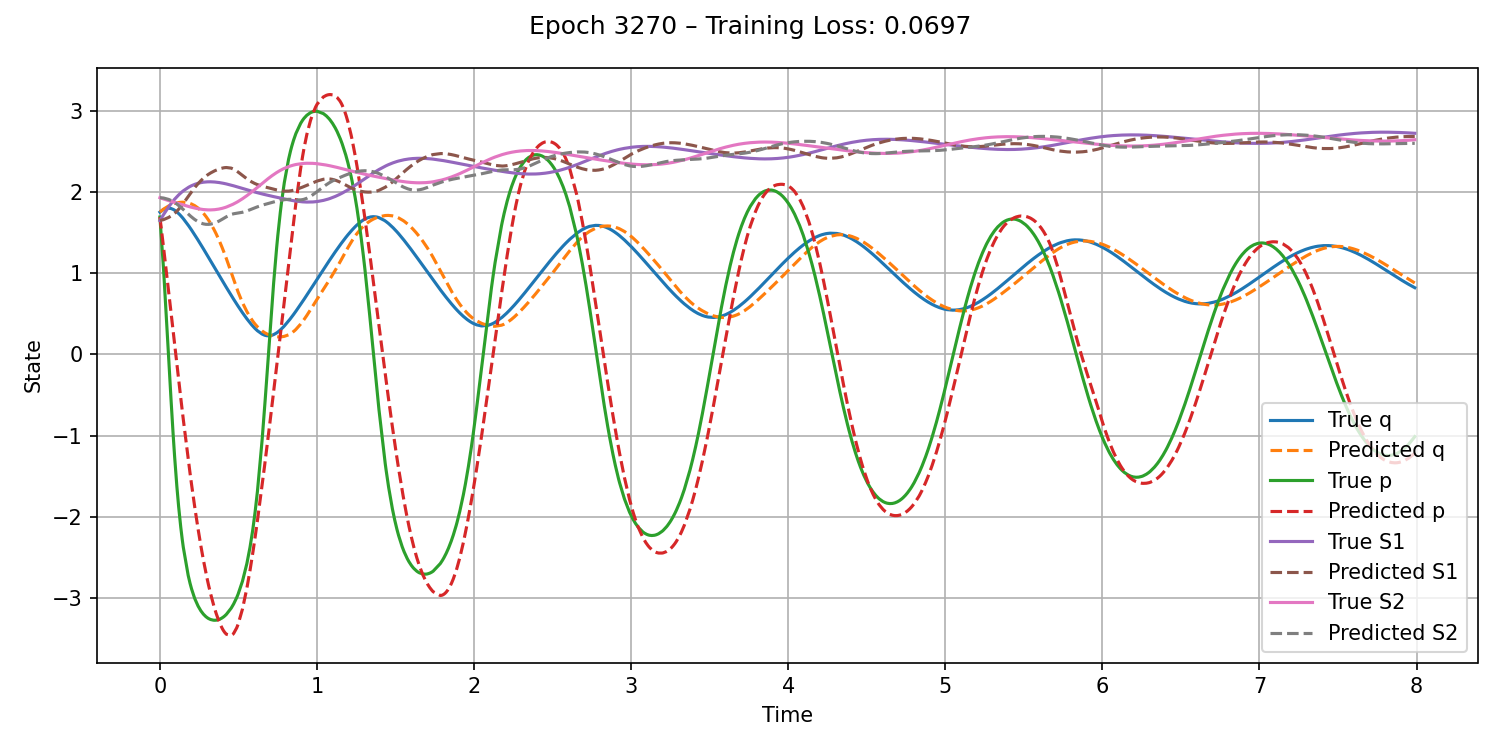 Epoch 3270 – Training Loss: 0.0697
State
3
2
1
0
−1
−2
−3
True q
Predicted q
True p
Predicted p
True S1
Predicted S1
True S2
Predicted S2
0 1 2 3 4 5 6 7 8
Time